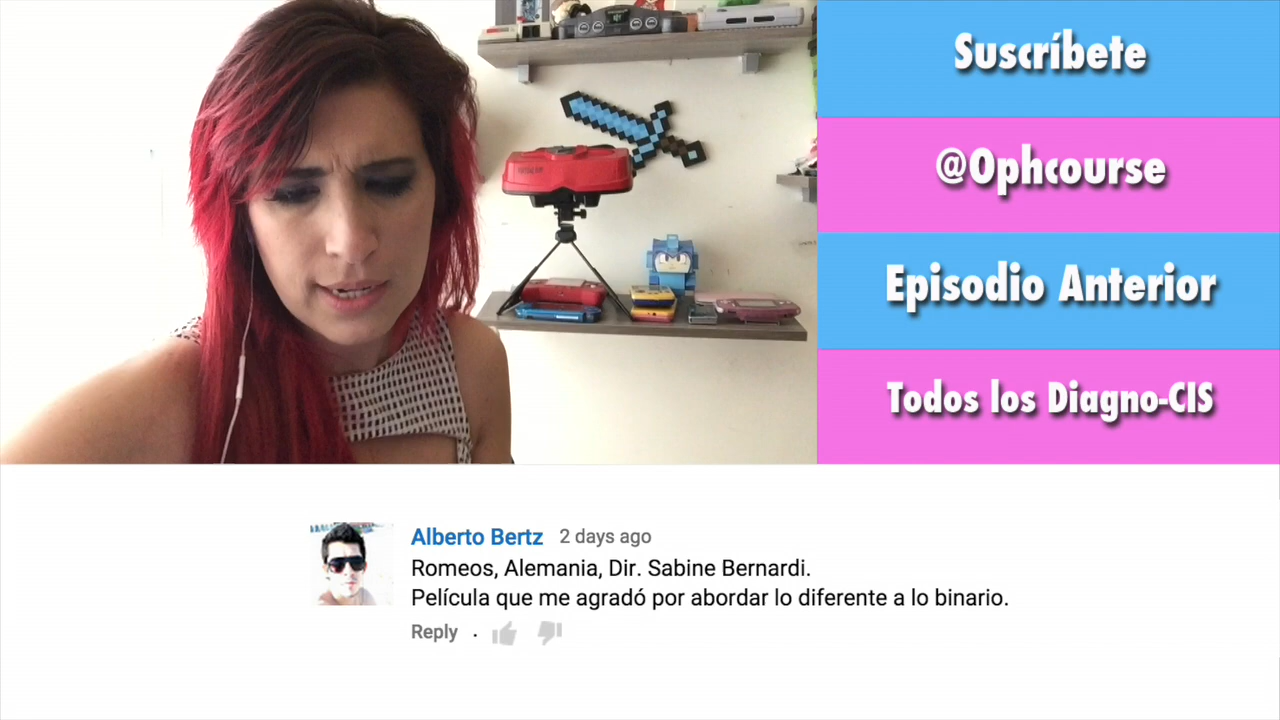 Suscríbete
@Ophcourse
Episodio Anterior
Todos los Diagno-CIS
Alberto Bertz 2 days ago
Romeos, Alemania, Dir. Sabine Bernardi.
Película que me agradó por abordar lo diferente a lo binario.
Reply .